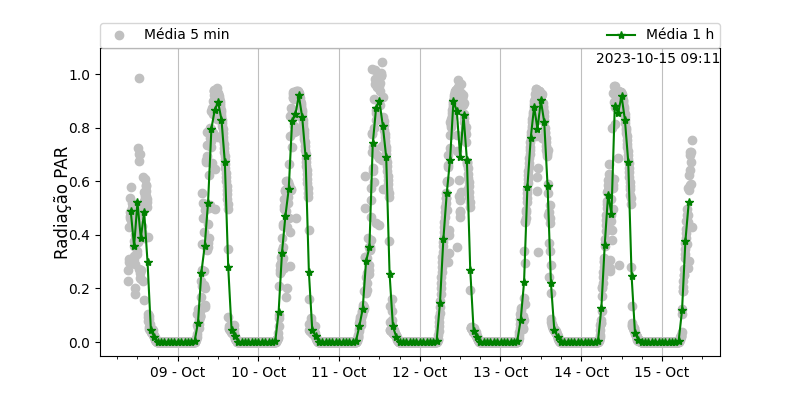 Média 5 min
Média 1 h
2023-10-15 09:11
Radiação PAR
1.0
0.8
0.6
0.4
0.2
0.0
09 - Oct
10 - Oct
11 - Oct
12 - Oct
13 - Oct
14 - Oct
15 - Oct